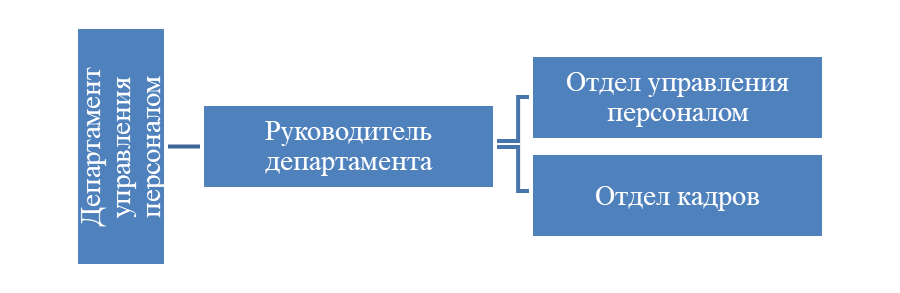 Департамент
управления
персоналом
Руководитель
департамента
Отдел управления
персоналом
Отдел кадров